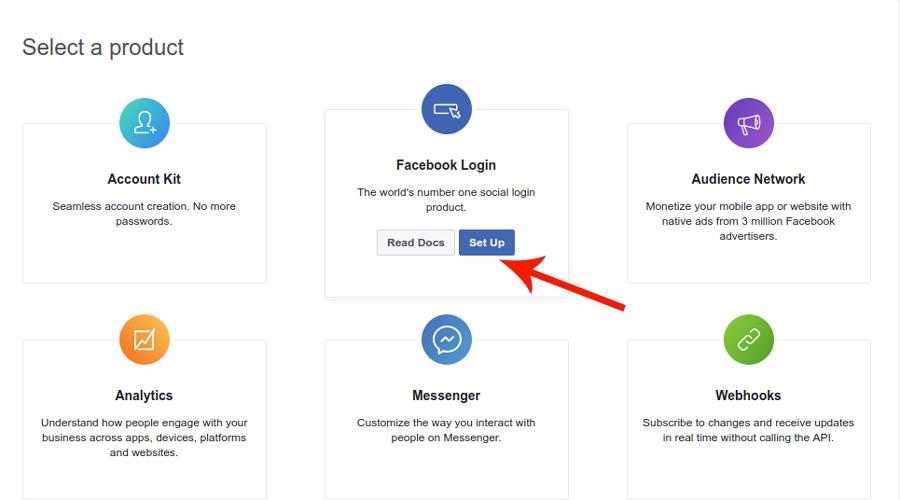 Select a product
Account Kit
Seamless account creation. No more
passwords.
Facebook Login
The world's number one social login
product.
Read Docs
Set Up
Audience Network
Monetize your mobile app or website with
native ads from 3 million Facebook
advertisers.
Analytics
Understand how people engage with your
business across apps, devices, platforms
and websites.
Messenger
Customize the way you interact with
people on Messenger.
Webhooks
Subscribe to changes and receive updates
in real time without calling the API.